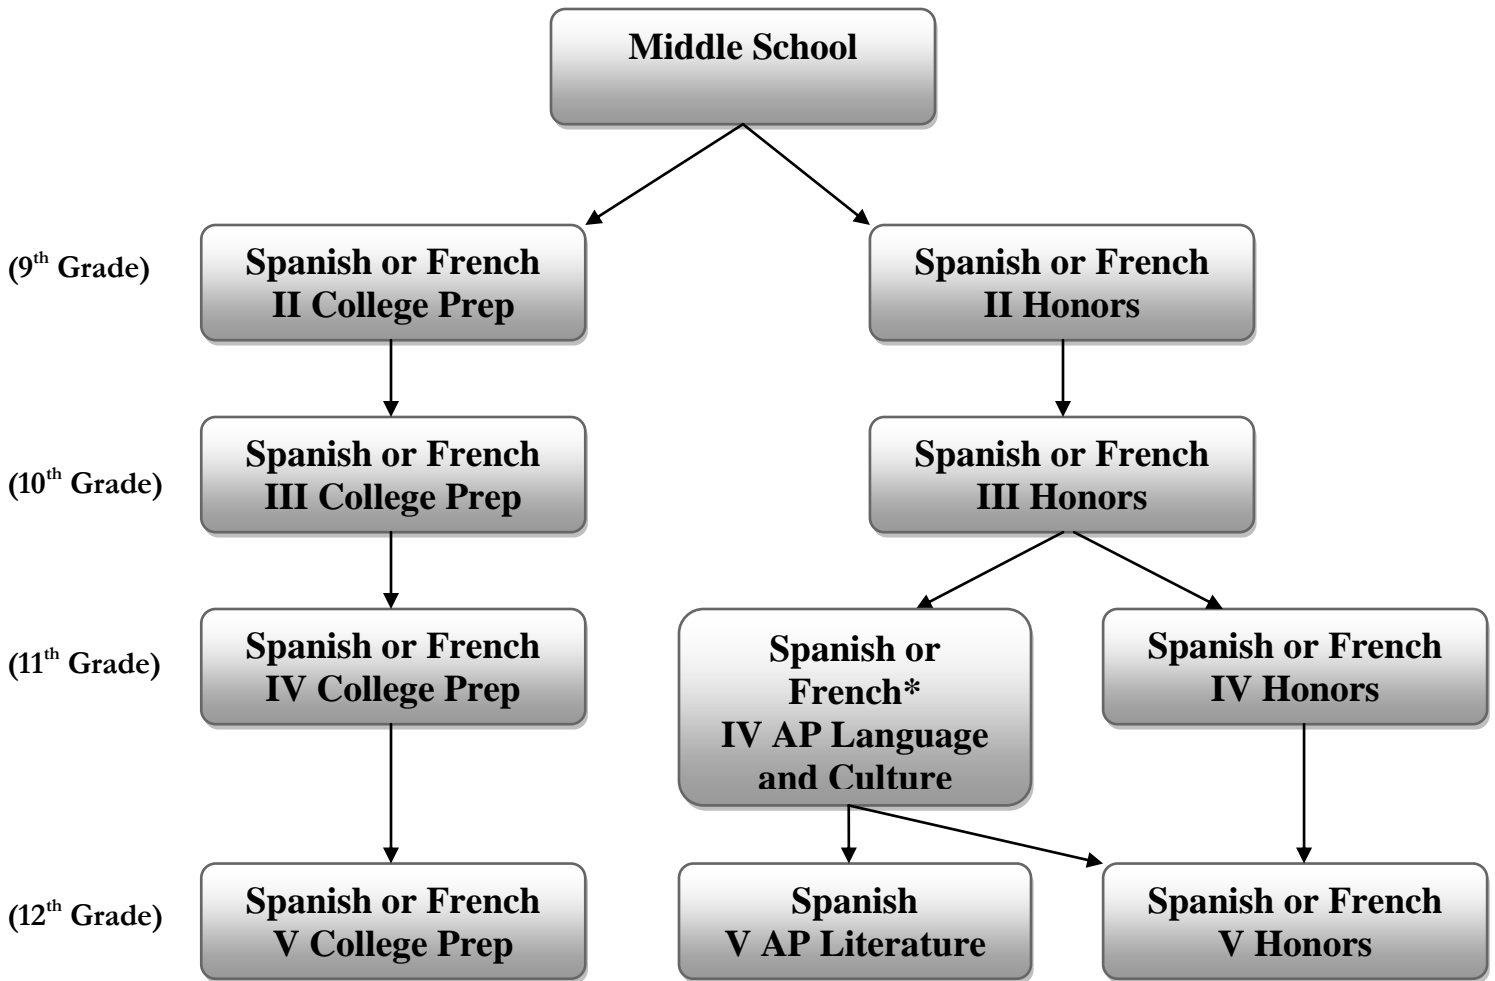 Middle School
(9th Grade)
Spanish or French
II College Prep
Spanish or French
II Honors
(10th Grade)
Spanish or French
III College Prep
Spanish or French
III Honors
(11th Grade)
Spanish or French
IV College Prep
Spanish or
French*
IV AP Language
and Culture
Spanish or French
IV Honors
(12th Grade)
Spanish or French
V College Prep
Spanish
V AP Literature
Spanish or French
V Honors